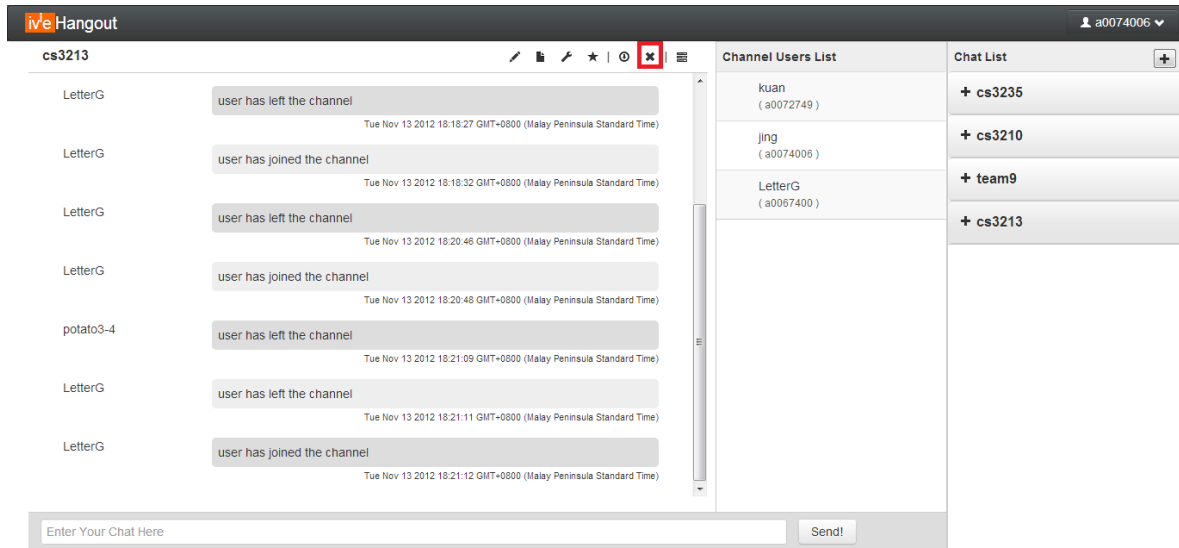 iv'e Hangout
a0074006
cs3213
Channel Users List
Chat List
LetterG
user has left the channel
Tue Nov 13 2012 18:18:27 GMT+0800 (Malay Peninsula Standard Time)
LetterG
user has joined the channel
Tue Nov 13 2012 18:18:32 GMT+0800 (Malay Peninsula Standard Time)
LetterG
user has left the channel
Tue Nov 13 2012 18:20:46 GMT+0800 (Malay Peninsula Standard Time)
LetterG
user has joined the channel
Tue Nov 13 2012 18:20:48 GMT+0800 (Malay Peninsula Standard Time)
potato3-4
user has left the channel
Tue Nov 13 2012 18:21:09 GMT+0800 (Malay Peninsula Standard Time)
LetterG
user has left the channel
Tue Nov 13 2012 18:21:11 GMT+0800 (Malay Peninsula Standard Time)
LetterG
user has joined the channel
Tue Nov 13 2012 18:21:12 GMT+0800 (Malay Peninsula Standard Time)
kuan
( a0072749 )
jing
( a0074006 )
LetterG
( a0067400 )
+ cs3235
+ cs3210
+ team9
+ cs3213
Enter Your Chat Here
Send!